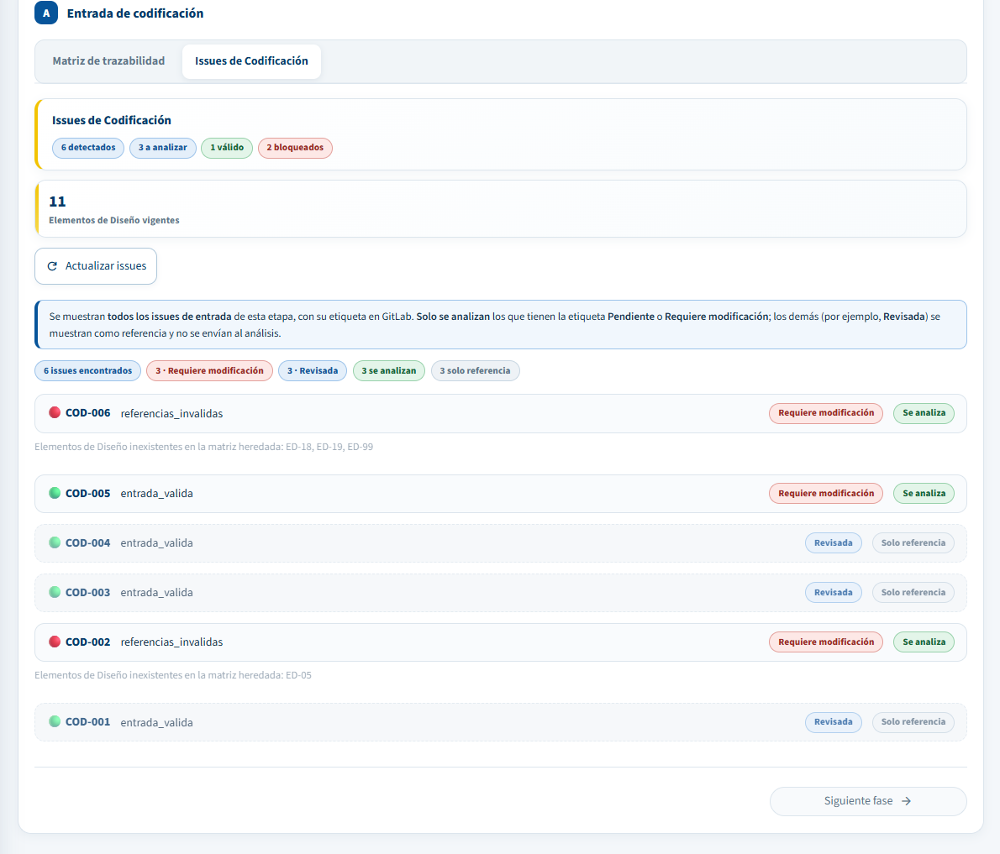 A Entrada de codificación
Matriz de trazabilidad Issues de Codificación
Issues de Codificación
6 detectados 3 a analizar 1 válido 2 bloqueados
11
Elementos de Diseño vigentes
Actualizar issues
Se muestran todos los issues de entrada de esta etapa, con su etiqueta en GitLab. Solo se analizan los que tienen la etiqueta Pendiente o Requiere modificación; los demás (por ejemplo, Revisada) se
muestran como referencia y no se envían al análisis.
6 issues encontrados 3 · Requiere modificación 3 · Revisada 3 se analizan 3 solo referencia
COD-006 referencias_invalidas Requiere modificación Se analiza
Elementos de Diseño inexistentes en la matriz heredada: ED-18, ED-19, ED-99
COD-005 entrada_valida Requiere modificación Se analiza
COD-004 entrada_valida Revisada Solo referencia
COD-003 entrada_valida Revisada Solo referencia
COD-002 referencias_invalidas Requiere modificación Se analiza
Elementos de Diseño inexistentes en la matriz heredada: ED-05
COD-001 entrada_valida Revisada Solo referencia
Siguiente fase →